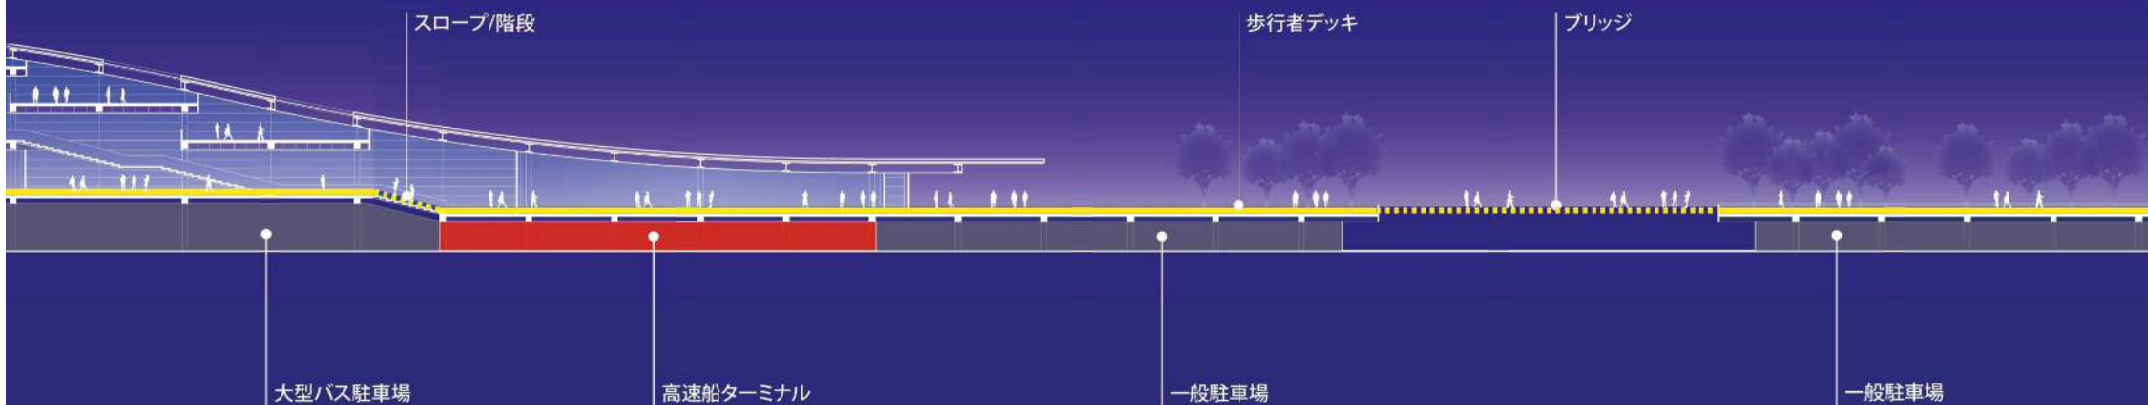 スロープ/階段
歩行者デッキ
ブリッジ
大型バス駐車場
高速船ターミナル
一般駐車場
一般駐車場